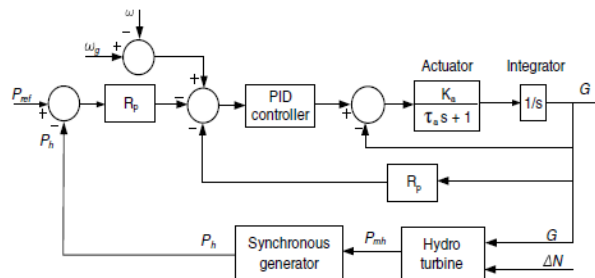 ω
ω_g
Actuator
Integrator
P_ref
R_p
PID
controller
K_a
τ_a s + 1
1/s
G
P_h
R_p
P_h
Synchronous
generator
P_mh
Hydro
turbine
G
ΔN